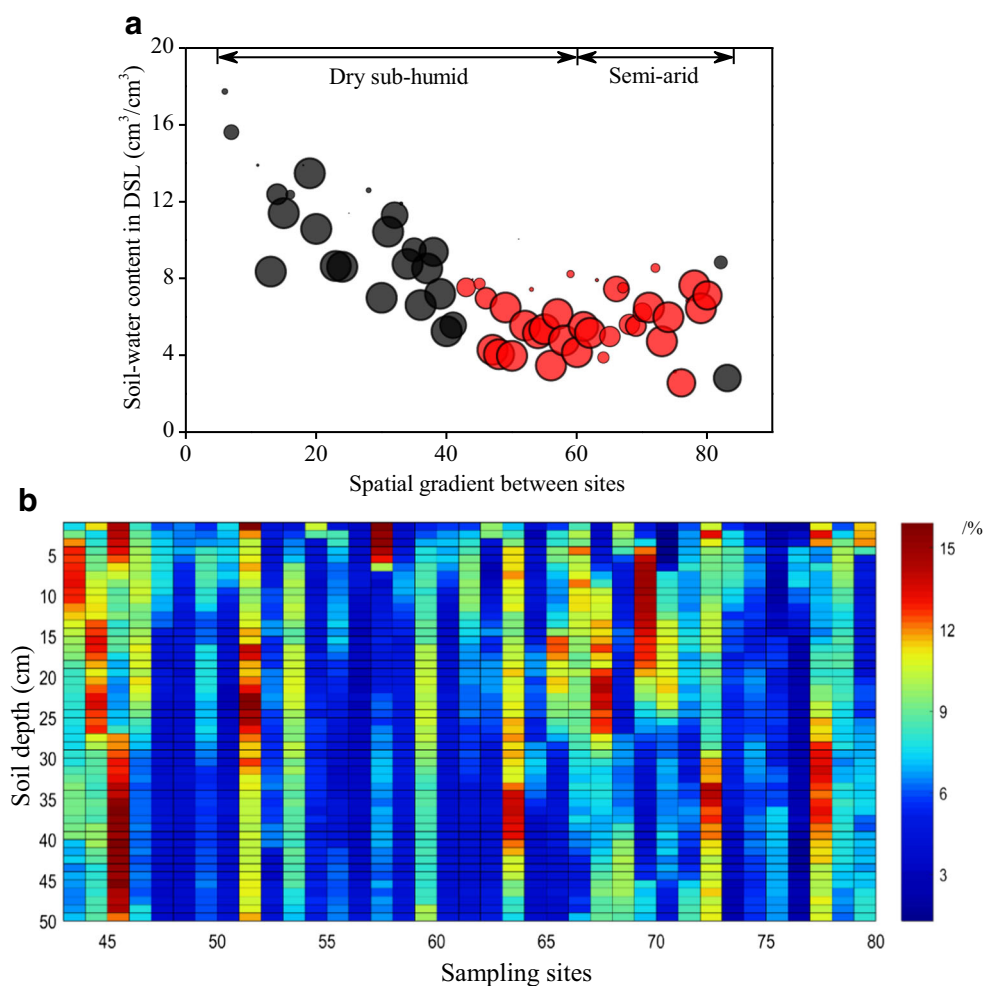 a
20
16
12
8
4
0
Soil-water content in DSL (cm³/cm³)
Dry sub-humid
Semi-arid
0 20 40 60 80
Spatial gradient between sites
b
5
10
15
20
25
30
35
40
45
50
Soil depth (cm)
45 50 55 60 65 70 75 80
Sampling sites
/%
15
12
9
6
3